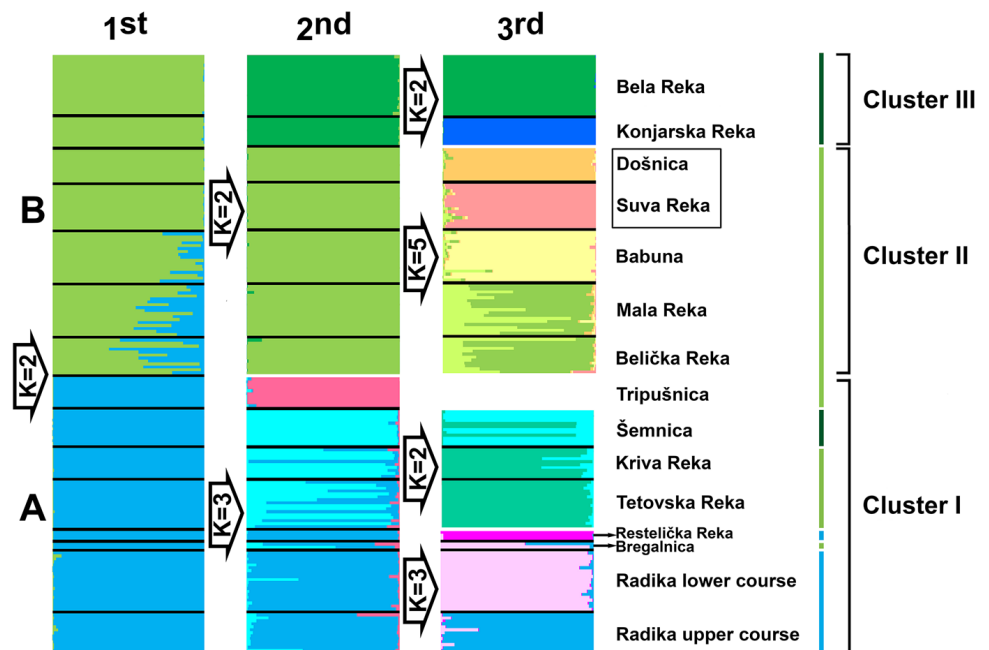 1st
2nd
3rd
B
A
K=2
K=2
K=3
K=2
K=5
K=2
K=3
Bela Reka
Konjarska Reka
Došnica
Suva Reka
Babuna
Mala Reka
Belička Reka
Tripušnica
Šemnica
Kriva Reka
Tetovska Reka
Restelička Reka
Bregalnica
Radika lower course
Radika upper course
Cluster III
Cluster II
Cluster I